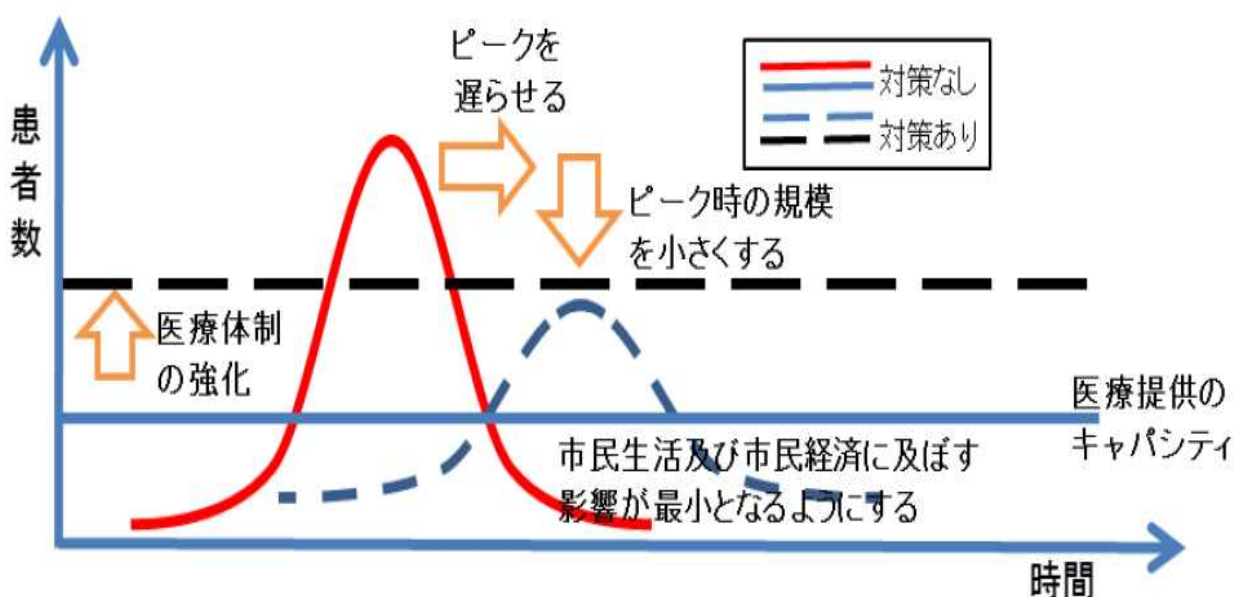 ピークを
遅らせる
対策なし
対策あり
患者数
ピーク時の規模
を小さくする
医療体制
の強化
医療提供の
キャパシティ
市民生活及び市民経済に及ぼす
影響が最小となるようにする
時間